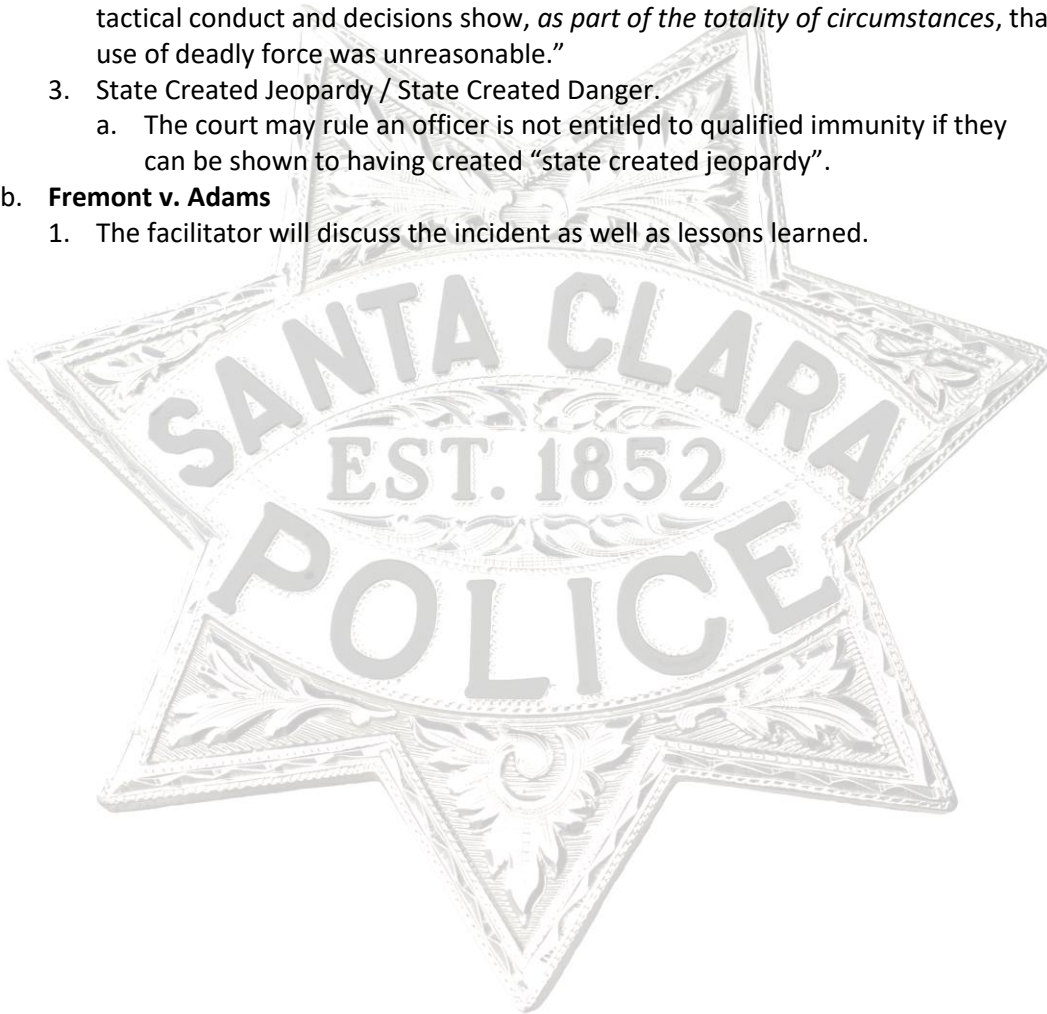 tactical conduct and decisions show, as part of the totality of circumstances, tha
use of deadly force was unreasonable.”
3. State Created Jeopardy / State Created Danger.
a. The court may rule an officer is not entitled to qualified immunity if they
can be shown to having created “state created jeopardy”.
b. Fremont v. Adams
1. The facilitator will discuss the incident as well as lessons learned.
SANTA CLARA
EST. 1852
POLICE